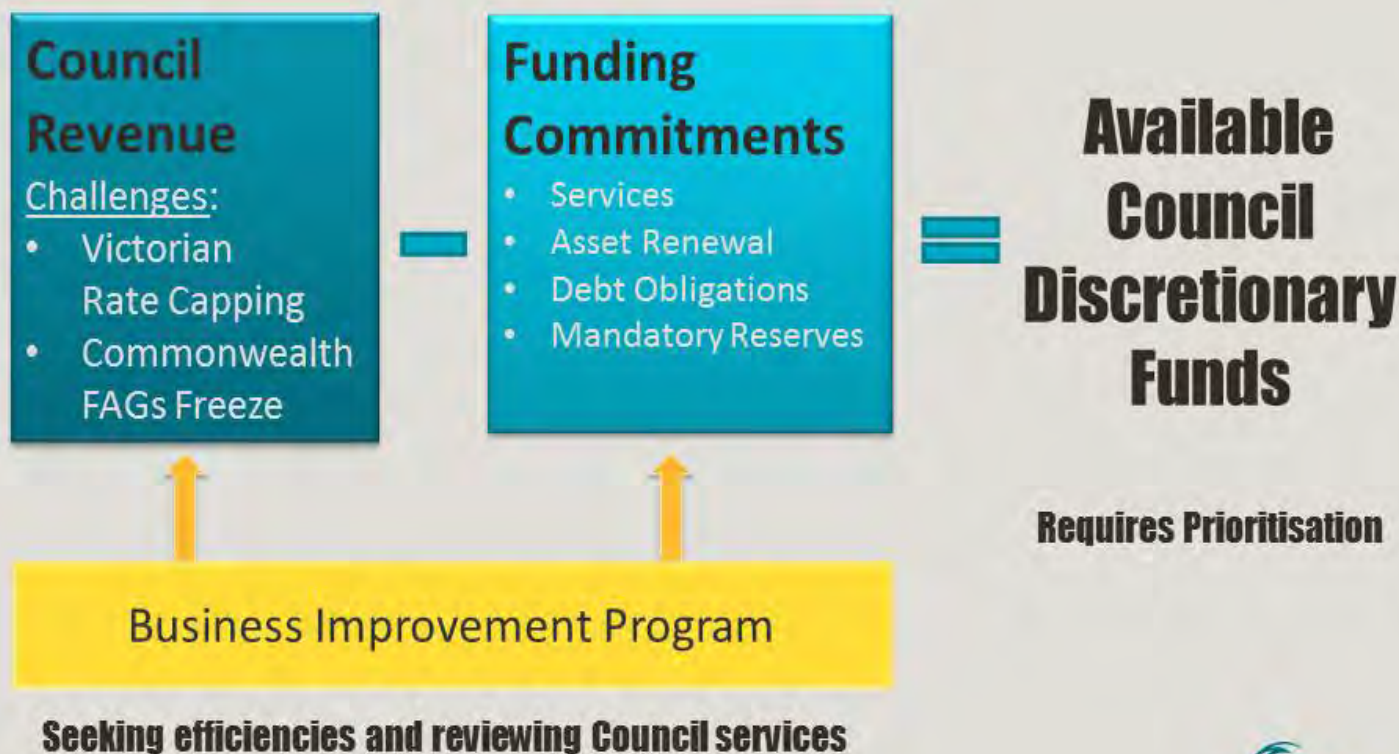 Council
Revenue
Challenges:
• Victorian
Rate Capping
• Commonwealth
FAGs Freeze
Funding
Commitments
• Services
• Asset Renewal
• Debt Obligations
• Mandatory Reserves
Available
Council
Discretionary
Funds
Requires Prioritisation
Business Improvement Program
Seeking efficiencies and reviewing Council services